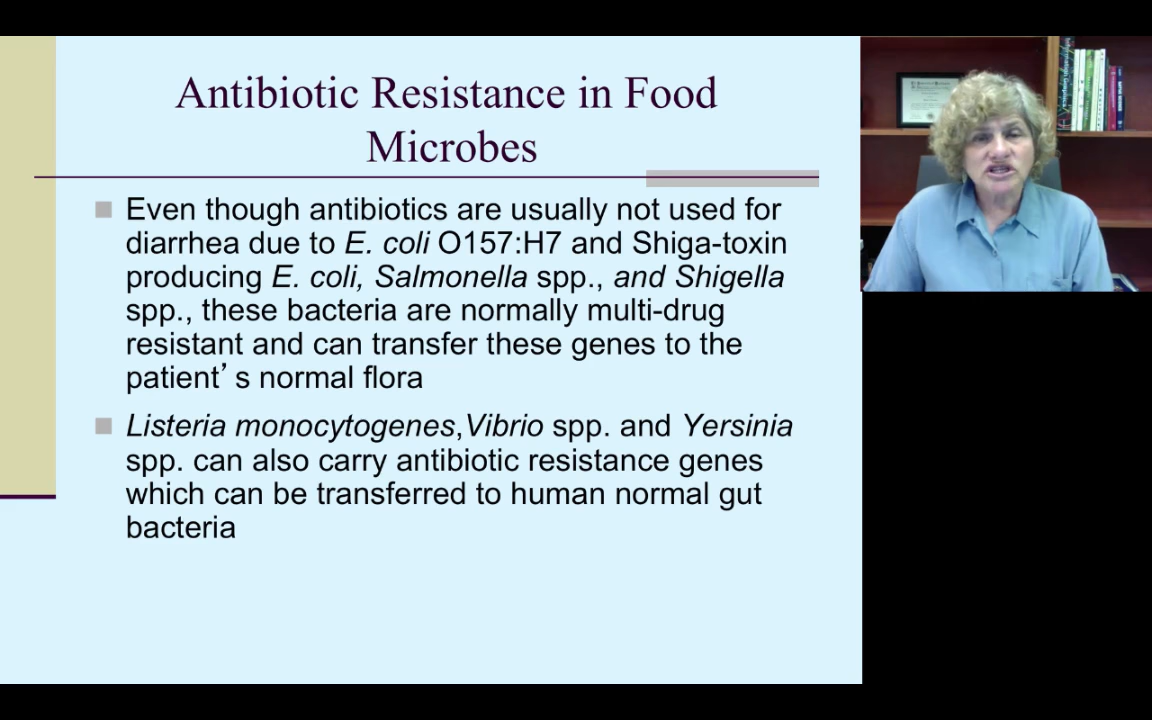 Antibiotic Resistance in Food
Microbes
Even though antibiotics are usually not used for
diarrhea due to E. coli O157:H7 and Shiga-toxin
producing E. coli, Salmonella spp., and Shigella
spp., these bacteria are normally multi-drug
resistant and can transfer these genes to the
patient’s normal flora
Listeria monocytogenes,Vibrio spp. and Yersinia
spp. can also carry antibiotic resistance genes
which can be transferred to human normal gut
bacteria